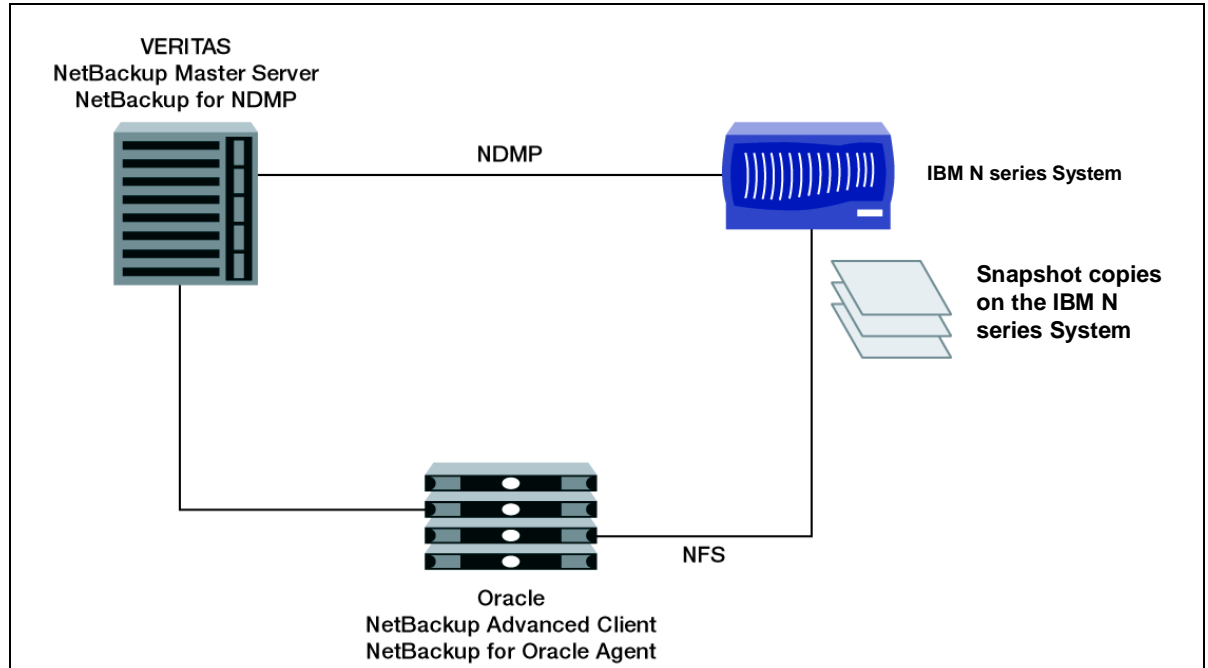 VERITAS
NetBackup Master Server
NetBackup for NDMP
NDMP
IBM N series System
Snapshot copies
on the IBM N
series System
NFS
Oracle
NetBackup Advanced Client
NetBackup for Oracle Agent